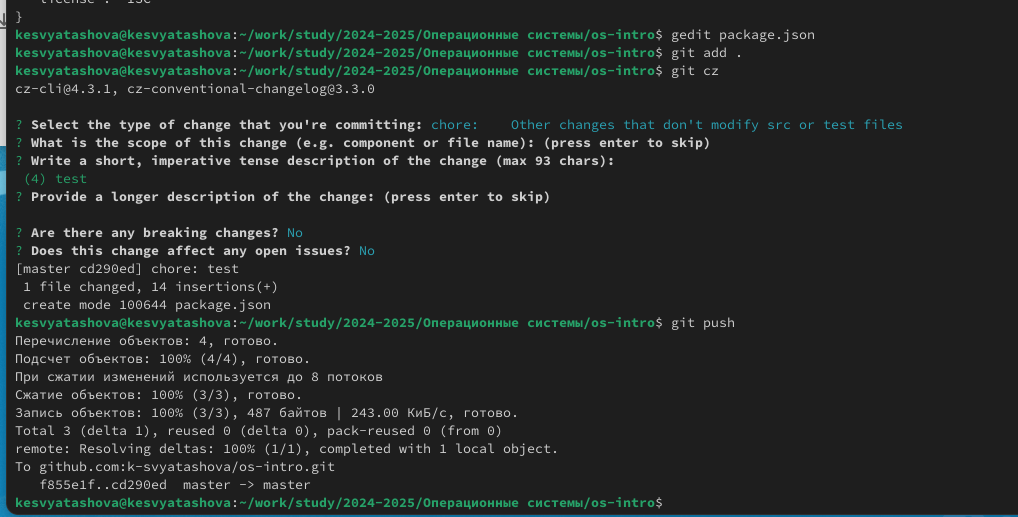 }
kesvyatashova@kesvyatashova:~/work/study/2024-2025/Операционные системы/os-intro$ gedit package.json
kesvyatashova@kesvyatashova:~/work/study/2024-2025/Операционные системы/os-intro$ git add .
kesvyatashova@kesvyatashova:~/work/study/2024-2025/Операционные системы/os-intro$ git cz
cz-cli@4.3.1, cz-conventional-changelog@3.3.0
? Select the type of change that you're committing: chore:    Other changes that don't modify src or test files
? What is the scope of this change (e.g. component or file name): (press enter to skip)
? Write a short, imperative tense description of the change (max 93 chars):
(4) test
? Provide a longer description of the change: (press enter to skip)
? Are there any breaking changes? No
? Does this change affect any open issues? No
[master cd290ed] chore: test
1 file changed, 14 insertions(+)
create mode 100644 package.json
kesvyatashova@kesvyatashova:~/work/study/2024-2025/Операционные системы/os-intro$ git push
Перечисление объектов: 4, готово.
Подсчет объектов: 100% (4/4), готово.
При сжатии изменений используется до 8 потоков
Сжатие объектов: 100% (3/3), готово.
Запись объектов: 100% (3/3), 487 байтов | 243.00 КиБ/с, готово.
Total 3 (delta 1), reused 0 (delta 0), pack-reused 0 (from 0)
remote: Resolving deltas: 100% (1/1), completed with 1 local object.
To github.com:k-svyatashova/os-intro.git
f855e1f..cd290ed  master -> master
kesvyatashova@kesvyatashova:~/work/study/2024-2025/Операционные системы/os-intro$